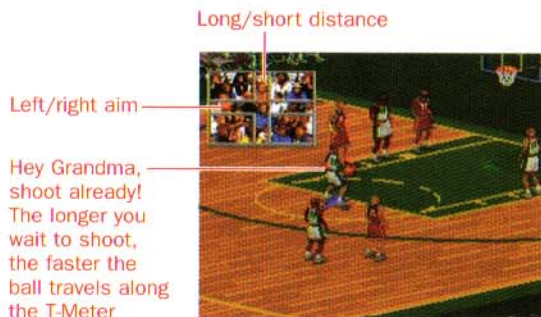 Long/short distance
Left/right aim
Hey Grandma,
shoot already!
The longer you
wait to shoot,
the faster the
ball travels along
the T-Meter